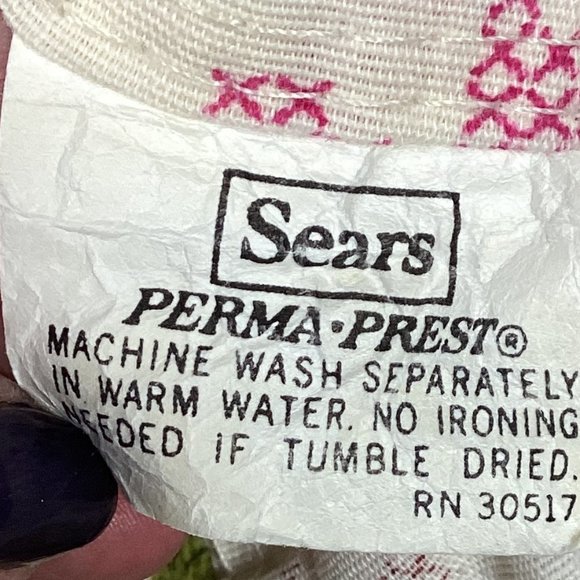 Sears
PERMA·PREST®
MACHINE WASH SEPARATELY
IN WARM WATER. NO IRONING
NEEDED IF TUMBLE DRIED.
RN 30517